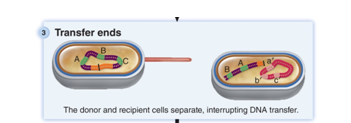 3 Transfer ends
A B C
B A a' b' c'
The donor and recipient cells separate, interrupting DNA transfer.